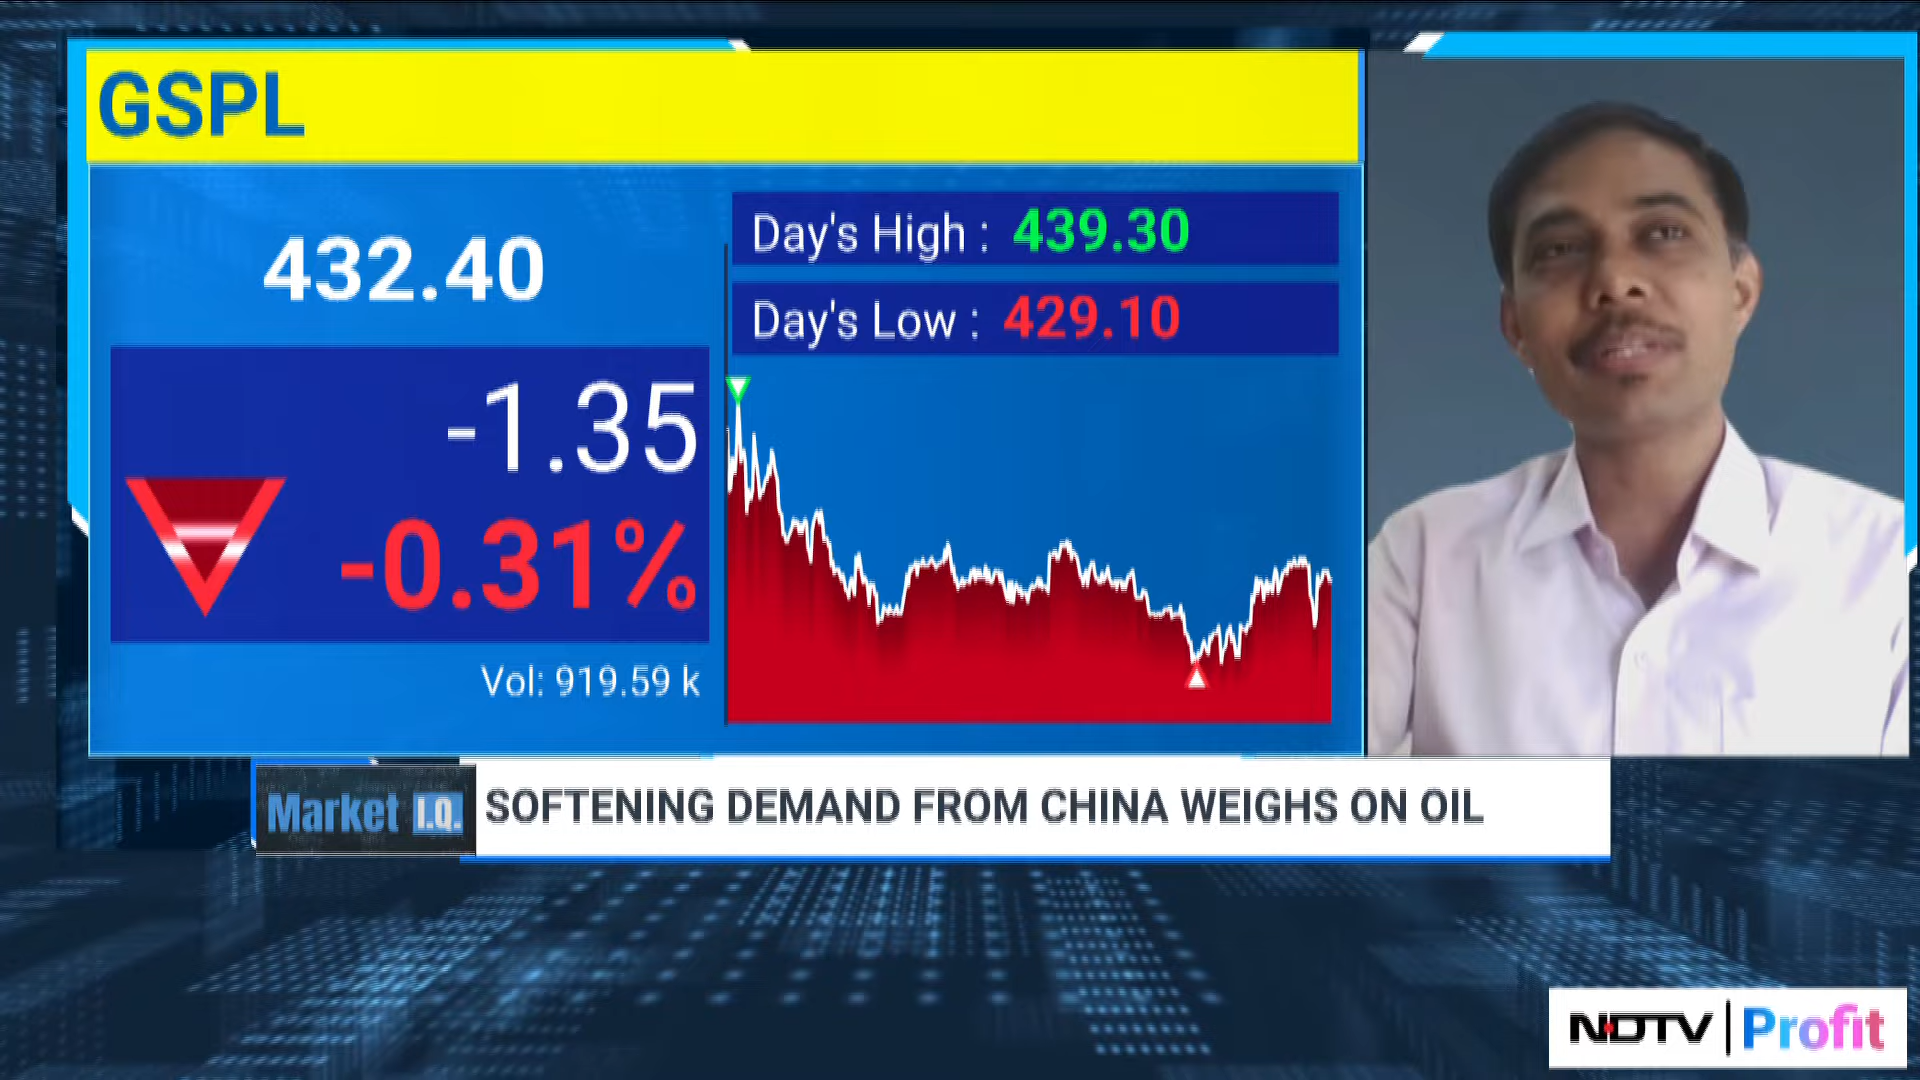 GSPL
432.40
-1.35
-0.31%
Vol: 919.59 k
Day's High : 439.30
Day's Low : 429.10
Market I.Q.
SOFTENING DEMAND FROM CHINA WEIGHS ON OIL
NDTV | Profit